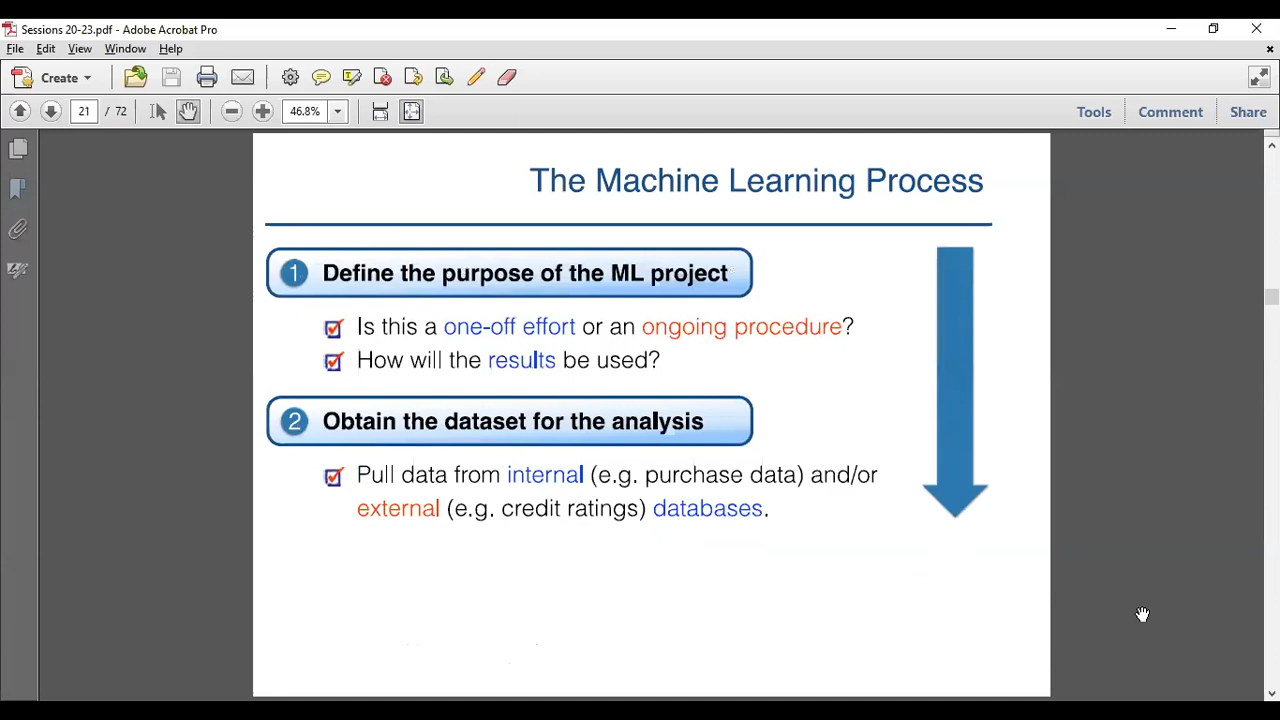 Sessions 20-23.pdf - Adobe Acrobat Pro
File Edit View Window Help
Create
21 / 72 46.8% Tools Comment Share
The Machine Learning Process
1 Define the purpose of the ML project
Is this a one-off effort or an ongoing procedure?
How will the results be used?
2 Obtain the dataset for the analysis
Pull data from internal (e.g. purchase data) and/or
external (e.g. credit ratings) databases.